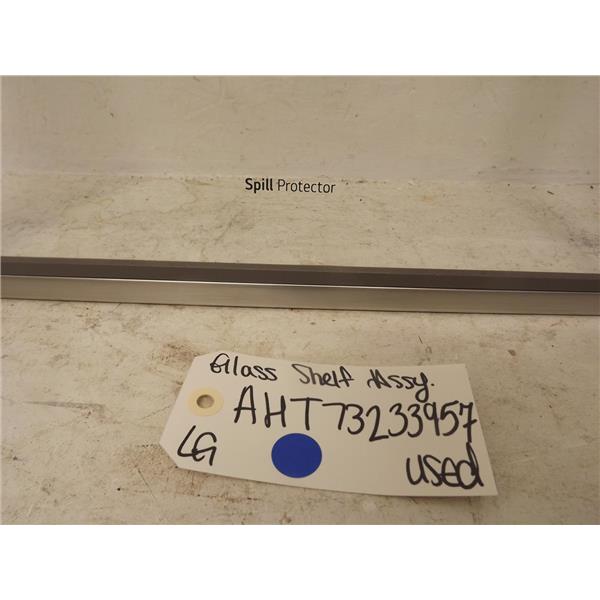 Spill Protector
Glass Shelf Assy.
AHT73233957
LG used